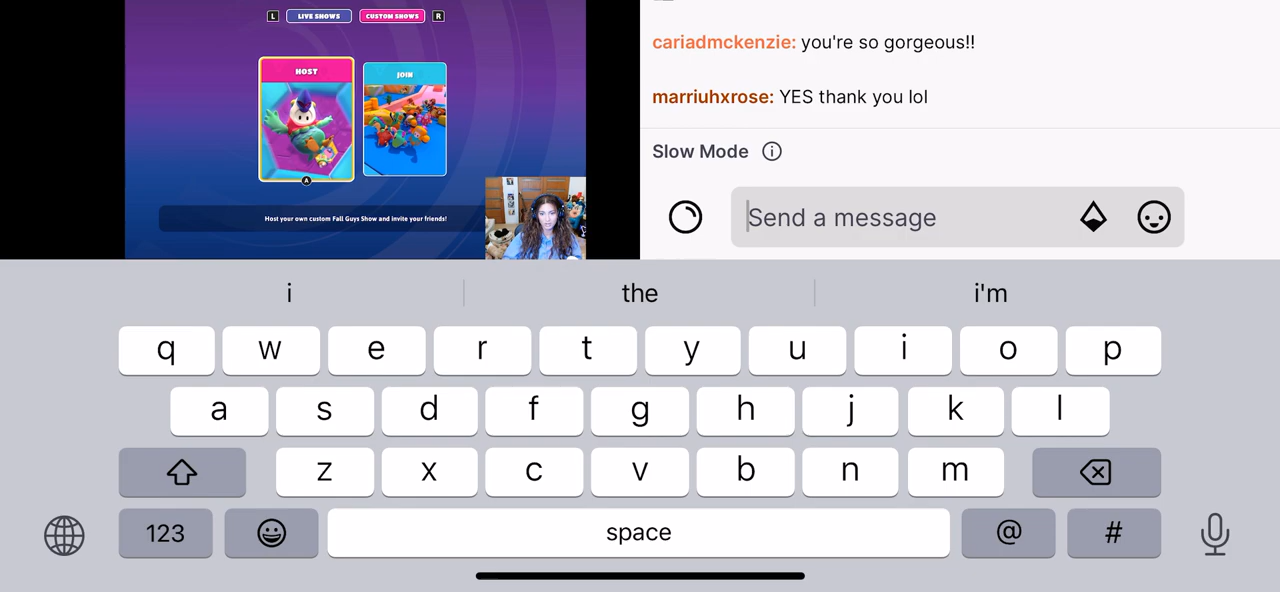 L LIVE SHOWS CUSTOM SHOWS R
HOST
JOIN
A
Host your own custom Fall Guys Show and invite your friends!
cariadmckenzie: you're so gorgeous!!
marriuhxrose: YES thank you lol
Slow Mode
Send a message
i the i'm
q w e r t y u i o p
a s d f g h j k l
z x c v b n m
123 space @ #